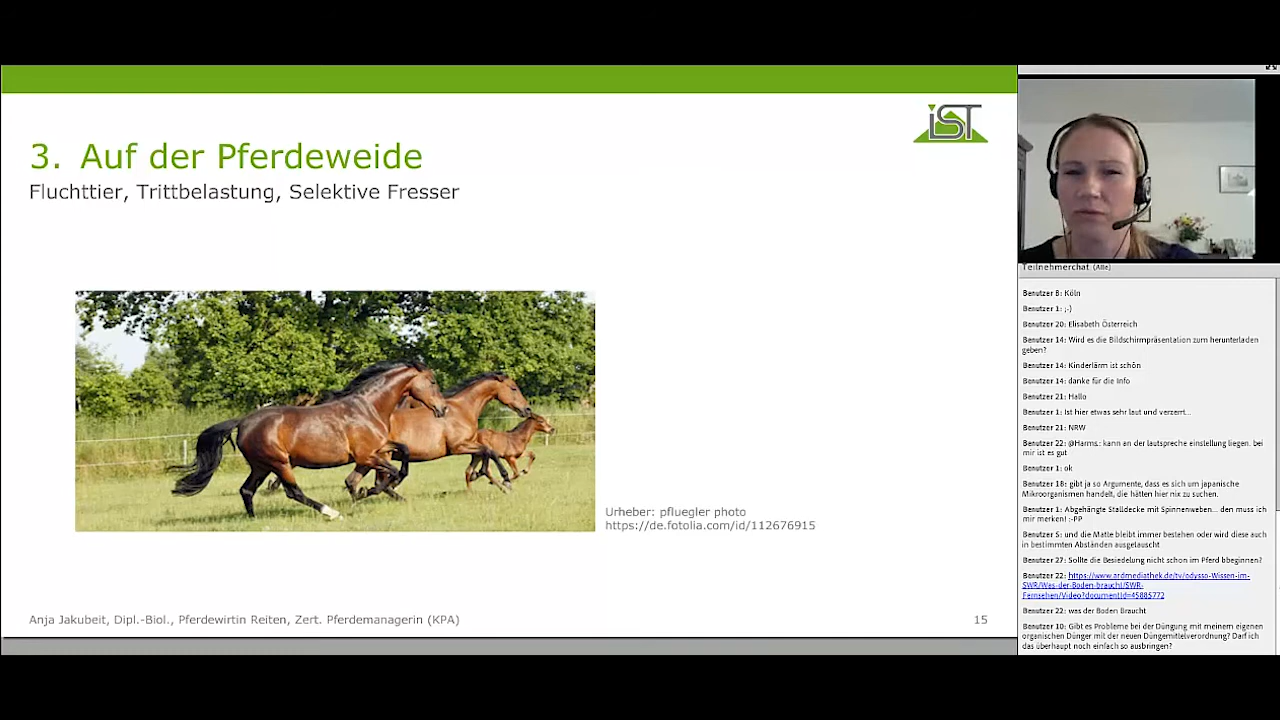 iST
3. Auf der Pferdeweide
Fluchttier, Trittbelastung, Selektive Fresser
Urheber: pfluegler photo
https://de.fotolia.com/id/112676915
Anja Jakubeit, Dipl.-Biol., Pferdewirtin Reiten, Zert. Pferdemanagerin (KPA)
15
Teilnehmerchat (Alle)
Benutzer 8: Köln
Benutzer 1: ;-)
Benutzer 20: Elisabeth Österreich
Benutzer 14: Wird es die Bildschirmpräsentation zum herunterladen
geben?
Benutzer 14: Kinderlärm ist schön
Benutzer 14: danke für die Info
Benutzer 21: Hallo
Benutzer 1: Ist hier etwas sehr laut und verzerrt...
Benutzer 21: NRW
Benutzer 22: @Harms.: kann an der lautspreche einstellung liegen. bei
mir ist es gut
Benutzer 1: ok
Benutzer 18: gibt ja so Argumente, dass es sich um japanische
Mikroorganismen handelt, die hätten hier nix zu suchen.
Benutzer 1: Abgehängte Stalldecke mit Spinnenweben... den muss ich
mir merken! :-PP
Benutzer 5: und die Matte bleibt immer bestehen oder wird diese auch
in bestimmten Abständen ausgetauscht
Benutzer 27: Sollte die Besiedelung nicht schon im Pferd bbeginnen?
Benutzer 22: https://www.ardmediathek.de/tv/odysso-Wissen-im-
SWR/Was-der-Boden-braucht/SWR-
Fernsehen/Video?documentId=45885772
Benutzer 22: was der Boden Braucht
Benutzer 10: Gibt es Probleme bei der Düngung mit meinem eigenen
organischen Dünger mit der neuen Düngemittelverordnung? Darf ich
das überhaupt noch einfach so ausbringen?